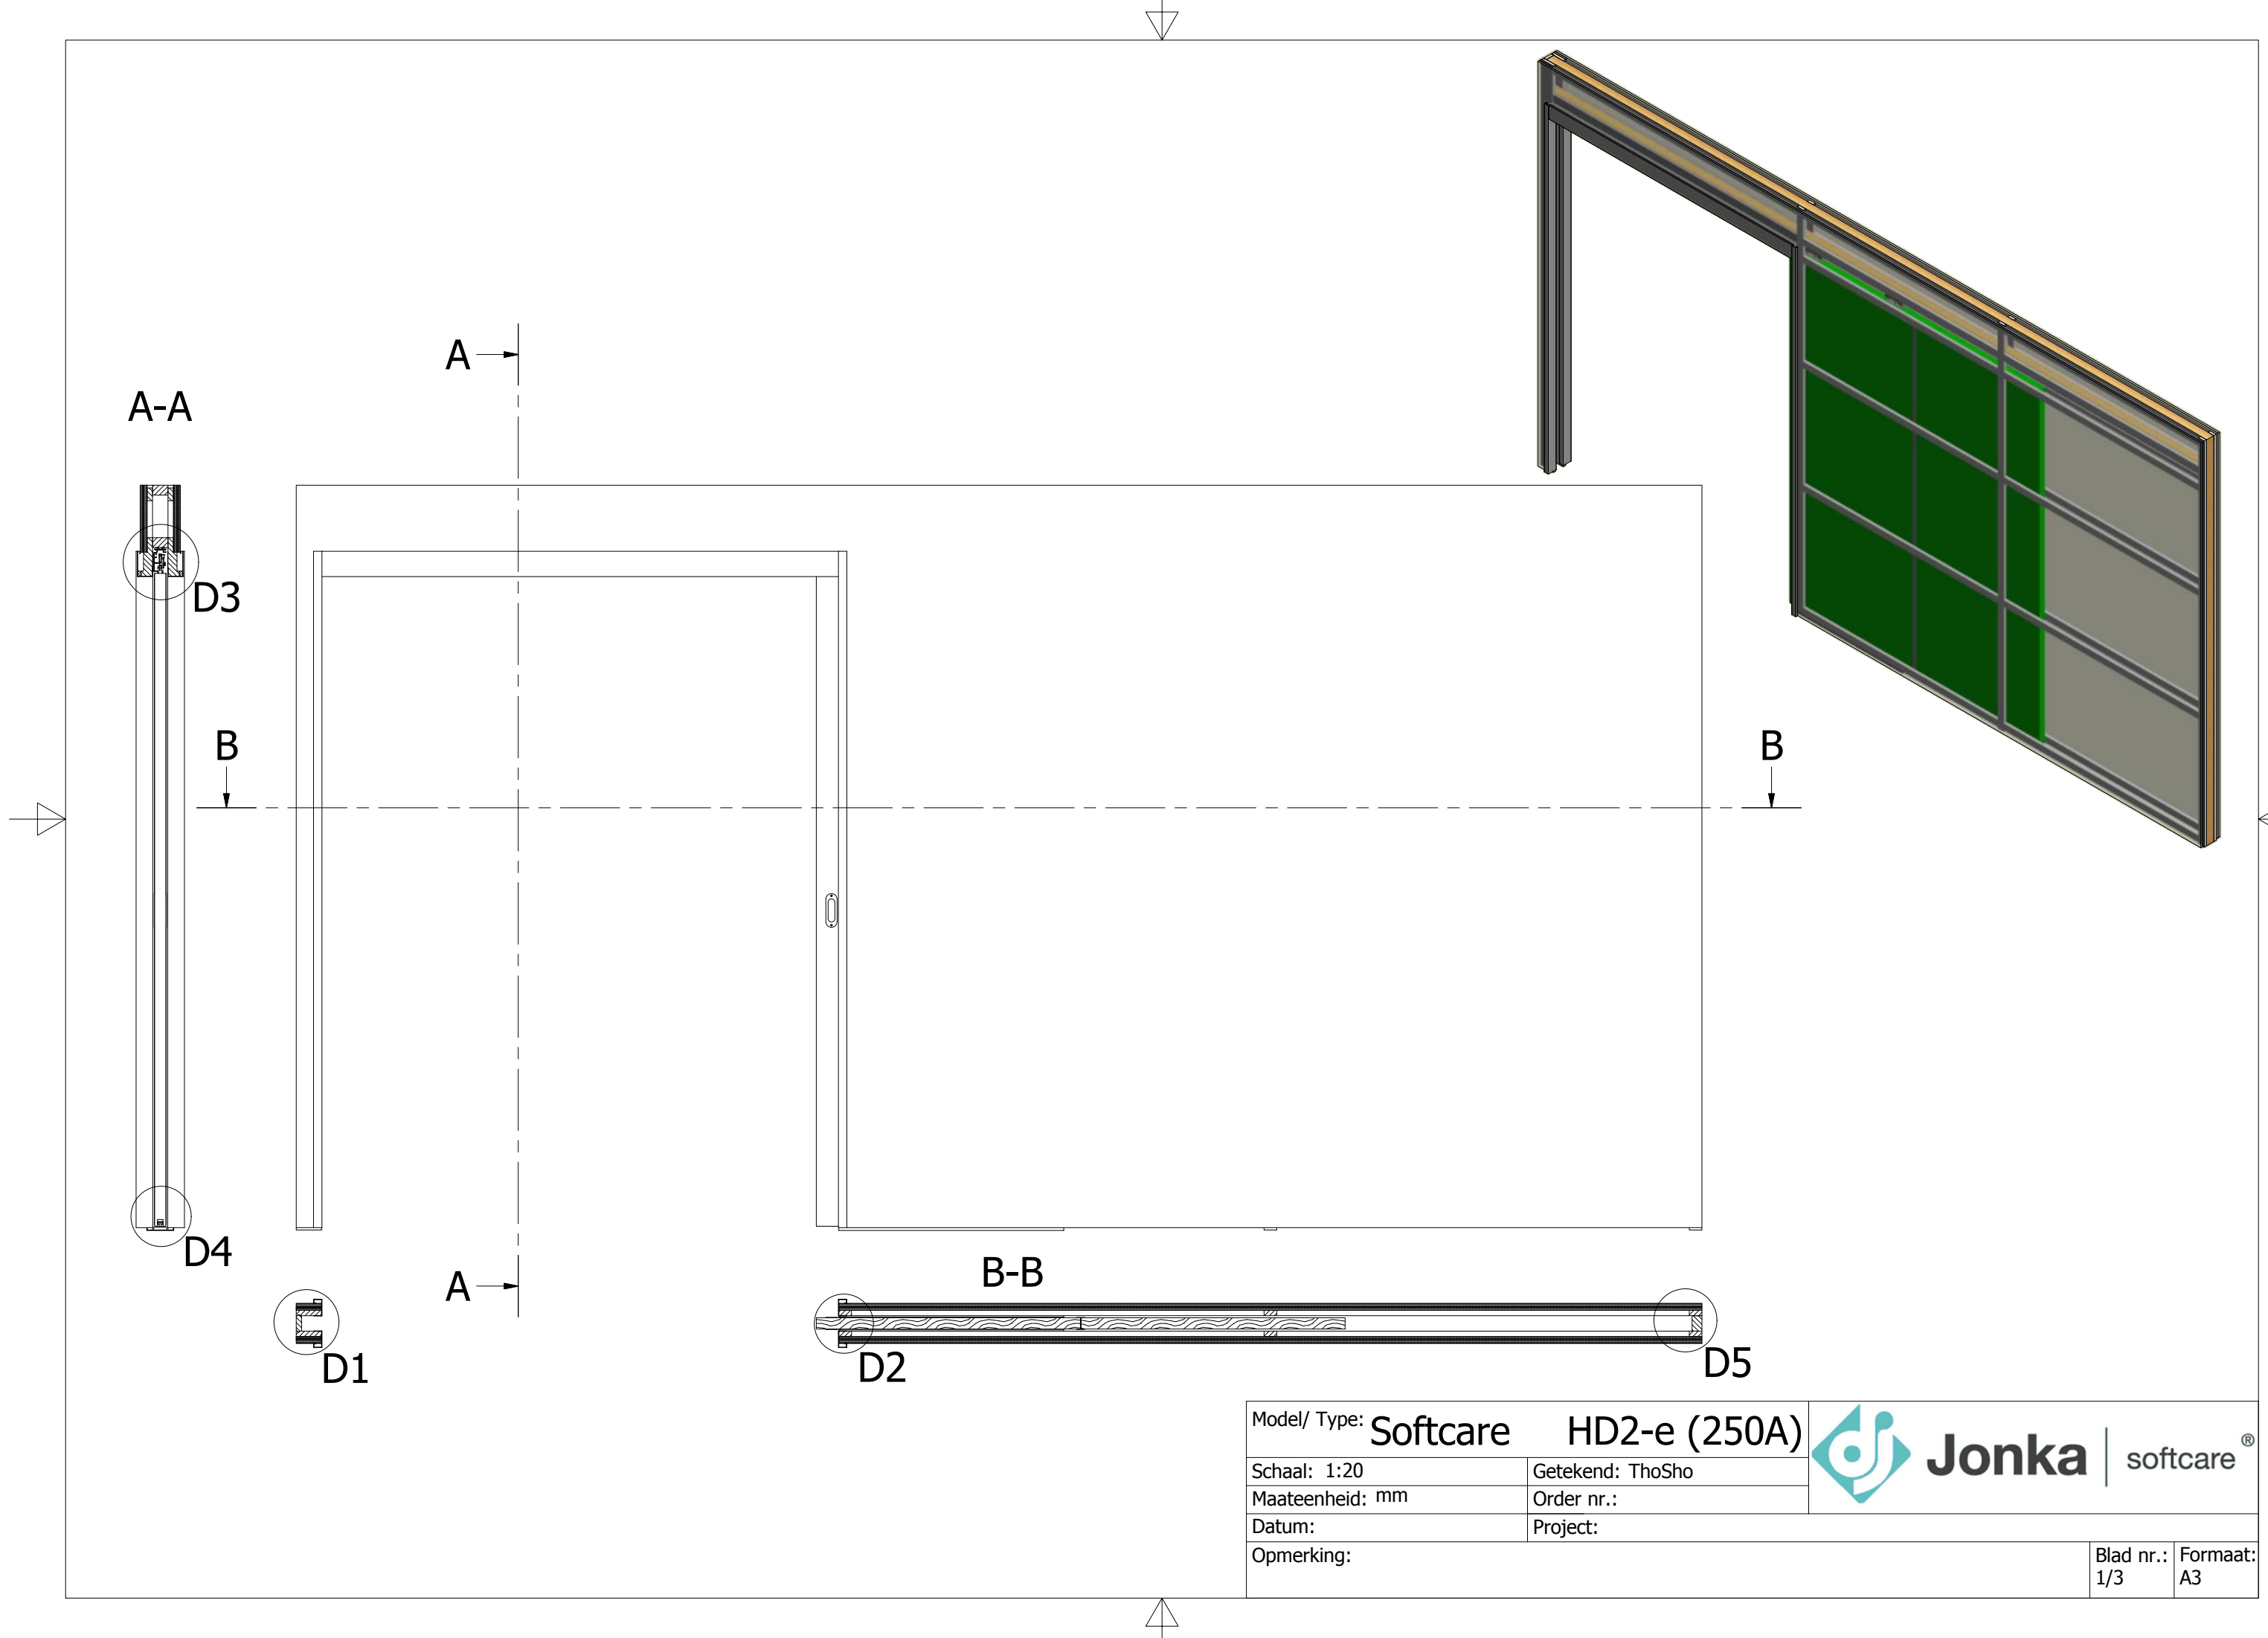 A
A-A
D3
B
B
D4
A
B-B
D1
D2
D5
Model/ Type: Softcare HD2-e (250A)
Jonka softcare®
Schaal: 1:20
Getekend: ThoSho
Maateenheid: mm
Order nr.:
Datum:
Project:
Opmerking:
Blad nr.:
1/3
Formaat:
A3